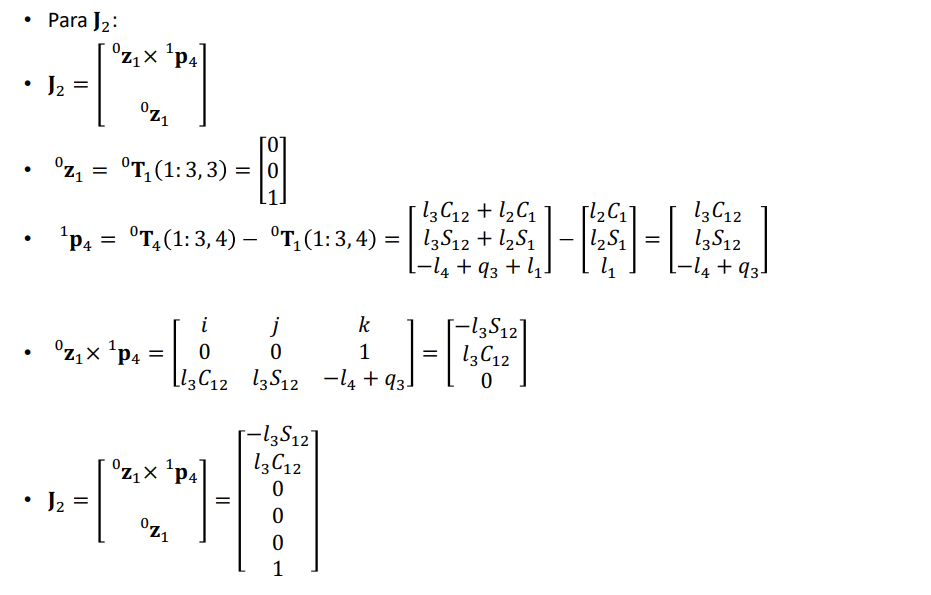 • Para J₂:
• J₂ = [⁰z₁× ¹p₄ ; ⁰z₁]
• ⁰z₁ = ⁰T₁(1:3,3) = [0 ; 0 ; 1]
• ¹p₄ = ⁰T₄(1:3,4) − ⁰T₁(1:3,4) = [l₃C₁₂ + l₂C₁ ; l₃S₁₂ + l₂S₁ ; −l₄ + q₃ + l₁] − [l₂C₁ ; l₂S₁ ; l₁] = [l₃C₁₂ ; l₃S₁₂ ; −l₄ + q₃]
• ⁰z₁× ¹p₄ = [i j k ; 0 0 1 ; l₃C₁₂ l₃S₁₂ −l₄ + q₃] = [−l₃S₁₂ ; l₃C₁₂ ; 0]
• J₂ = [⁰z₁× ¹p₄ ; ⁰z₁] = [−l₃S₁₂ ; l₃C₁₂ ; 0 ; 0 ; 0 ; 1]